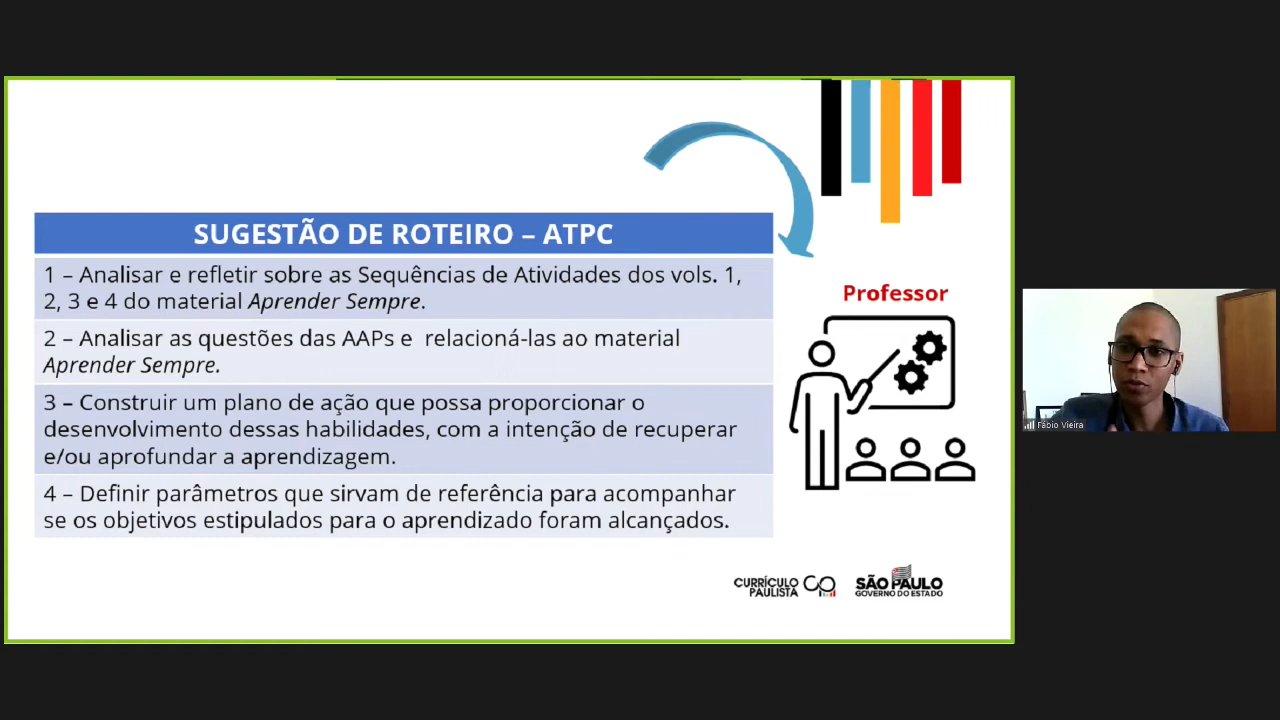 SUGESTÃO DE ROTEIRO – ATPC
1 – Analisar e refletir sobre as Sequências de Atividades dos vols. 1,
2, 3 e 4 do material Aprender Sempre.
2 – Analisar as questões das AAPs e  relacioná-las ao material
Aprender Sempre.
3 – Construir um plano de ação que possa proporcionar o
desenvolvimento dessas habilidades, com a intenção de recuperar
e/ou aprofundar a aprendizagem.
4 – Definir parâmetros que sirvam de referência para acompanhar
se os objetivos estipulados para o aprendizado foram alcançados.
Professor
CURRÍCULO
PAULISTA
SÃO PAULO
GOVERNO DO ESTADO
Fábio Vieira